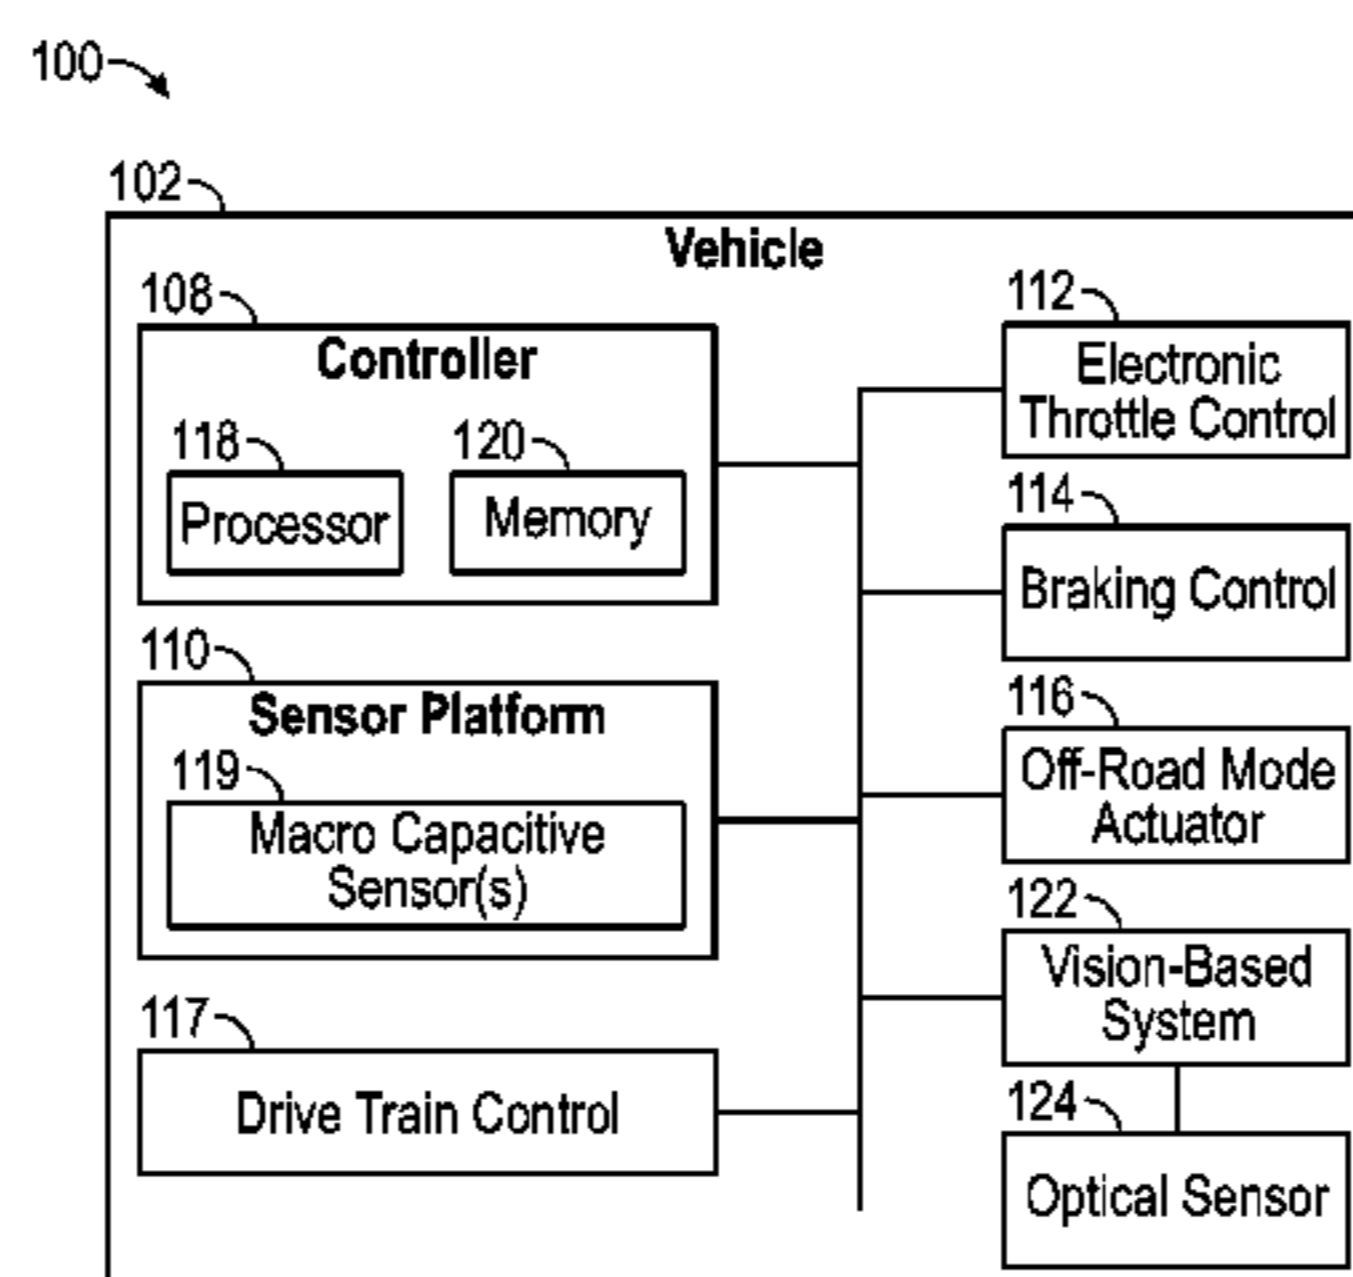 100
102
Vehicle
108
Controller
118
Processor
120
Memory
110
Sensor Platform
119
Macro Capacitive
Sensor(s)
117
Drive Train Control
112
Electronic
Throttle Control
114
Braking Control
116
Off-Road Mode
Actuator
122
Vision-Based
System
124
Optical Sensor